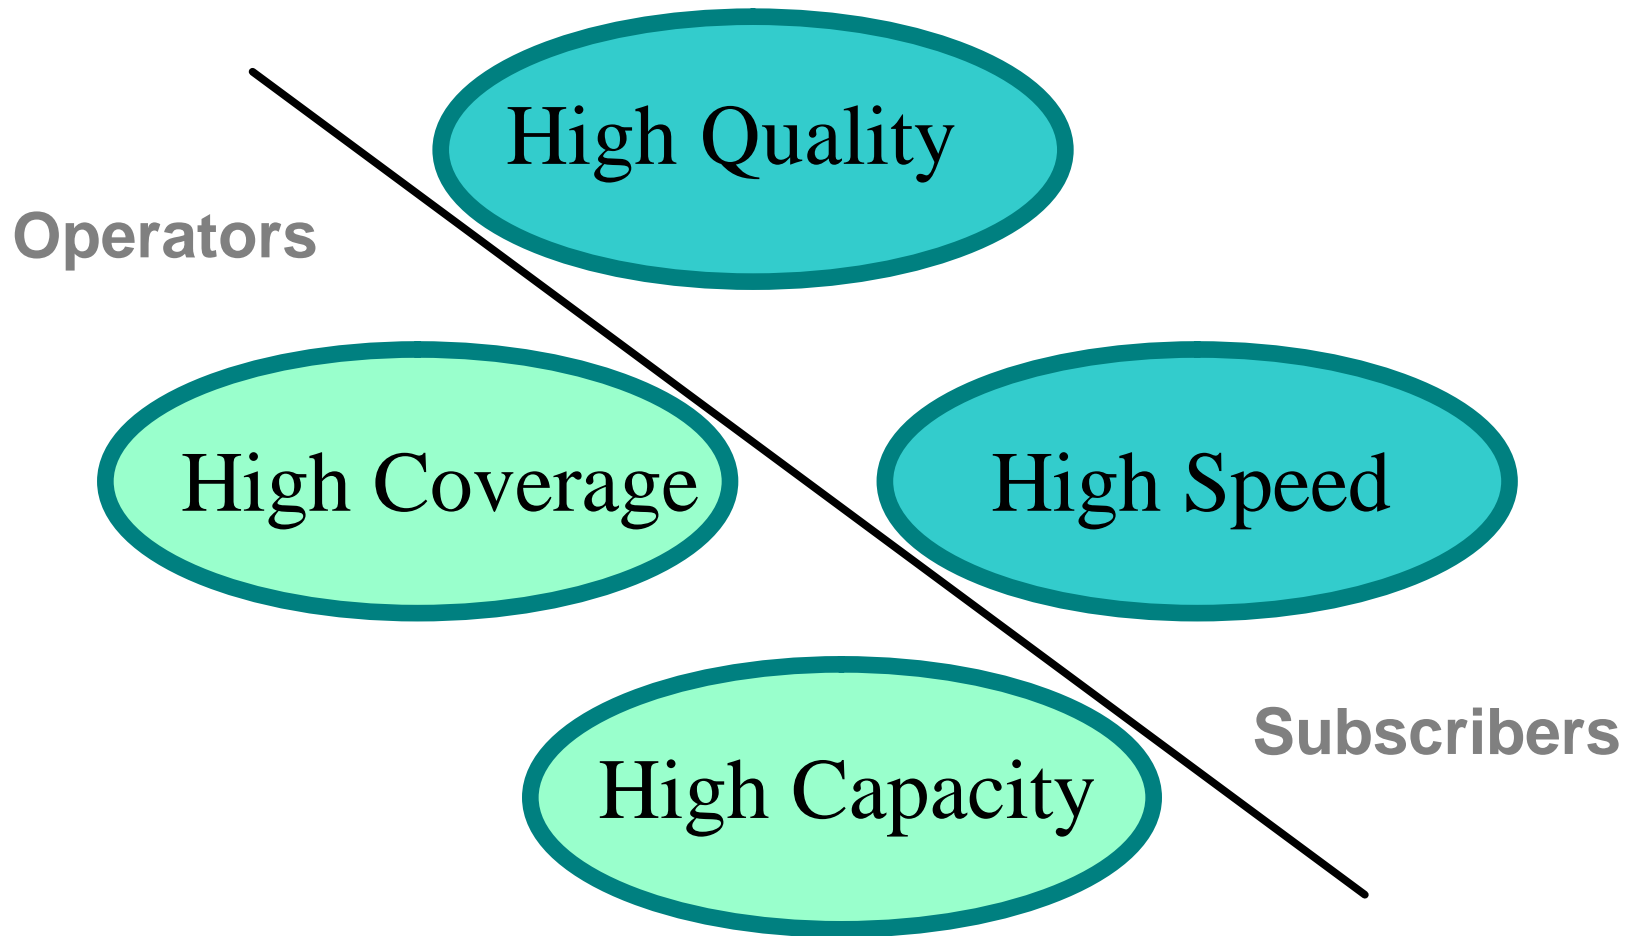 High Quality
Operators
High Coverage
High Speed
Subscribers
High Capacity